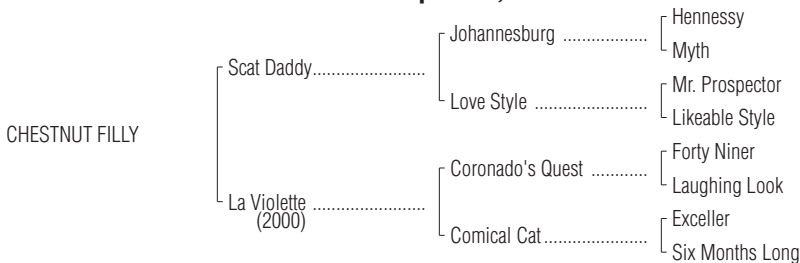 Hennessy
Johannesburg ..................
Myth
Scat Daddy........................
Mr. Prospector
Love Style ........................
Likeable Style
CHESTNUT FILLY
Forty Niner
Coronado's Quest ............
Laughing Look
La Violette ........................
(2000)
Exceller
Comical Cat......................
Six Months Long